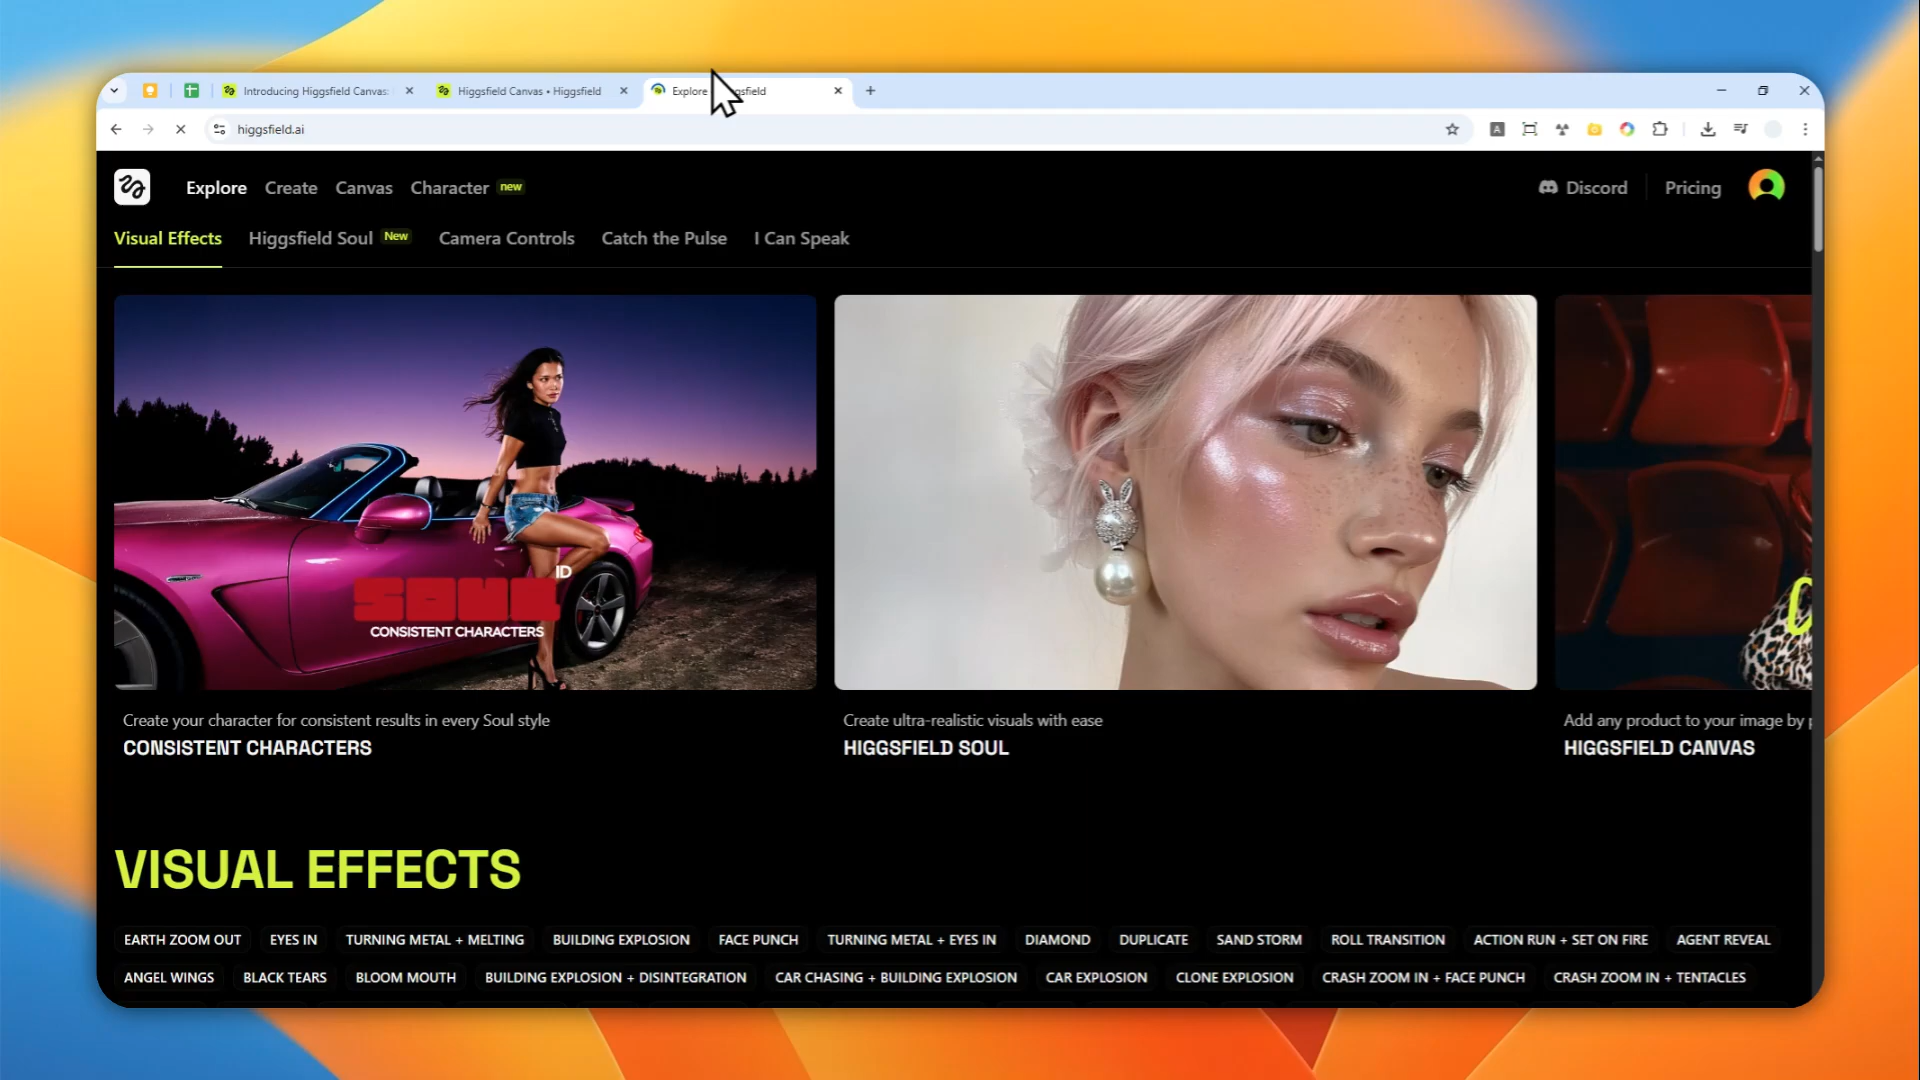 Introducing Higgsfield Canvas:
Higgsfield Canvas • Higgsfield
Explore
higgsfield.ai
Explore
Create
Canvas
Character new
Discord
Pricing
Visual Effects
Higgsfield Soul New
Camera Controls
Catch the Pulse
I Can Speak
SOUL ID
CONSISTENT CHARACTERS
Create your character for consistent results in every Soul style
CONSISTENT CHARACTERS
Create ultra-realistic visuals with ease
HIGGSFIELD SOUL
Add any product to your image by
HIGGSFIELD CANVAS
VISUAL EFFECTS
EARTH ZOOM OUT EYES IN TURNING METAL + MELTING BUILDING EXPLOSION FACE PUNCH TURNING METAL + EYES IN DIAMOND DUPLICATE SAND STORM ROLL TRANSITION ACTION RUN + SET ON FIRE AGENT REVEAL
ANGEL WINGS BLACK TEARS BLOOM MOUTH BUILDING EXPLOSION + DISINTEGRATION CAR CHASING + BUILDING EXPLOSION CAR EXPLOSION CLONE EXPLOSION CRASH ZOOM IN + FACE PUNCH CRASH ZOOM IN + TENTACLES